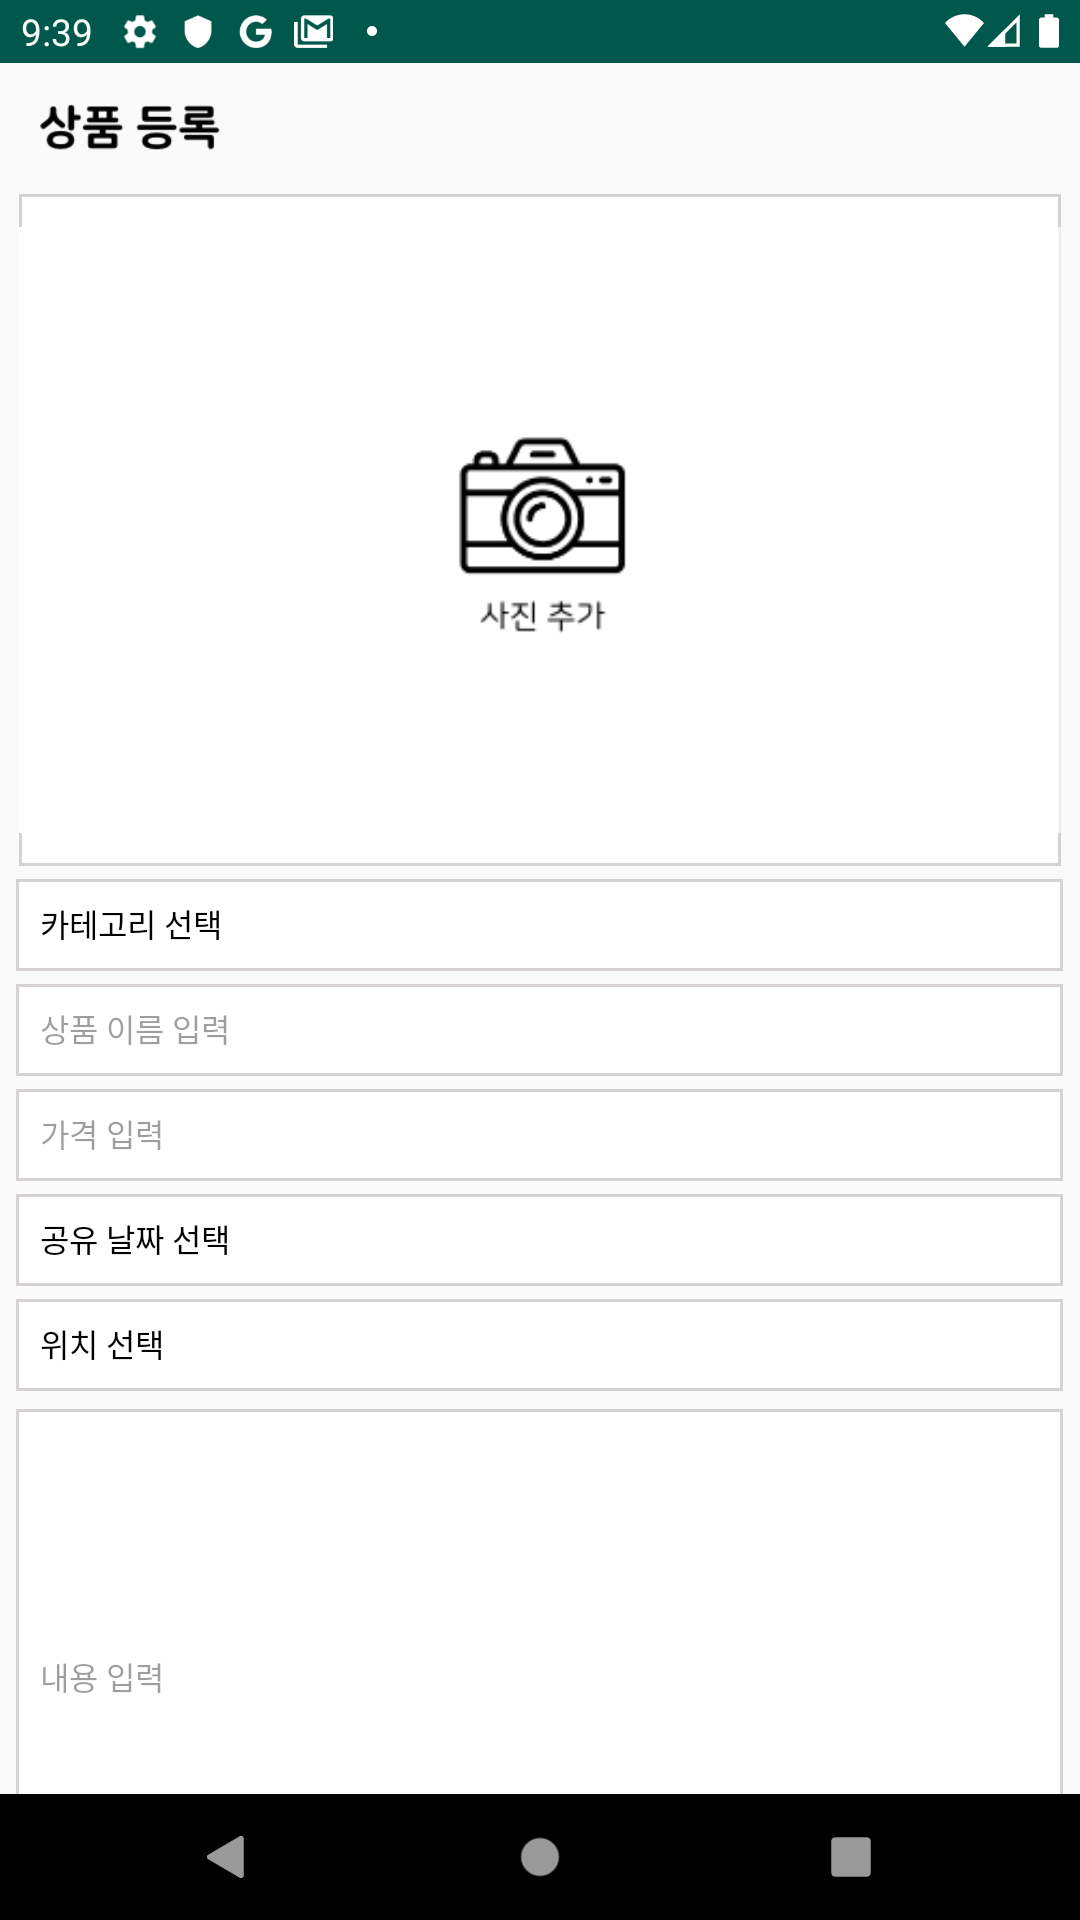 9:39
상품 등록
사진 추가
카테고리 선택
상품 이름 입력
가격 입력
공유 날짜 선택
위치 선택
내용 입력